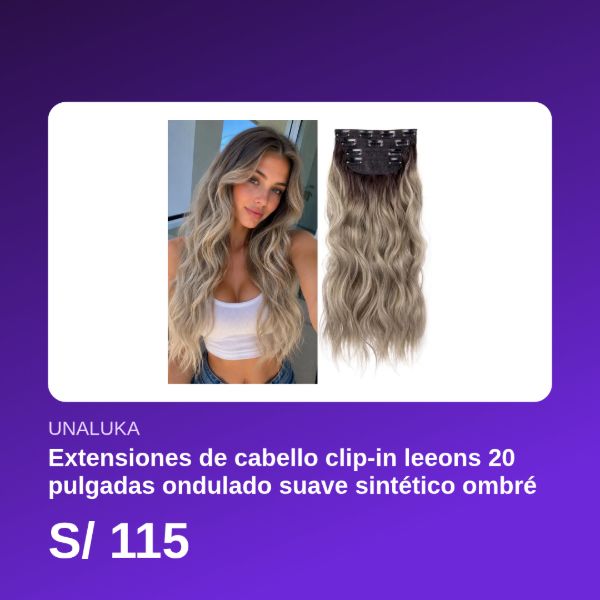 UNALUKA
Extensiones de cabello clip-in leeons 20
pulgadas ondulado suave sintético ombré
S/ 115